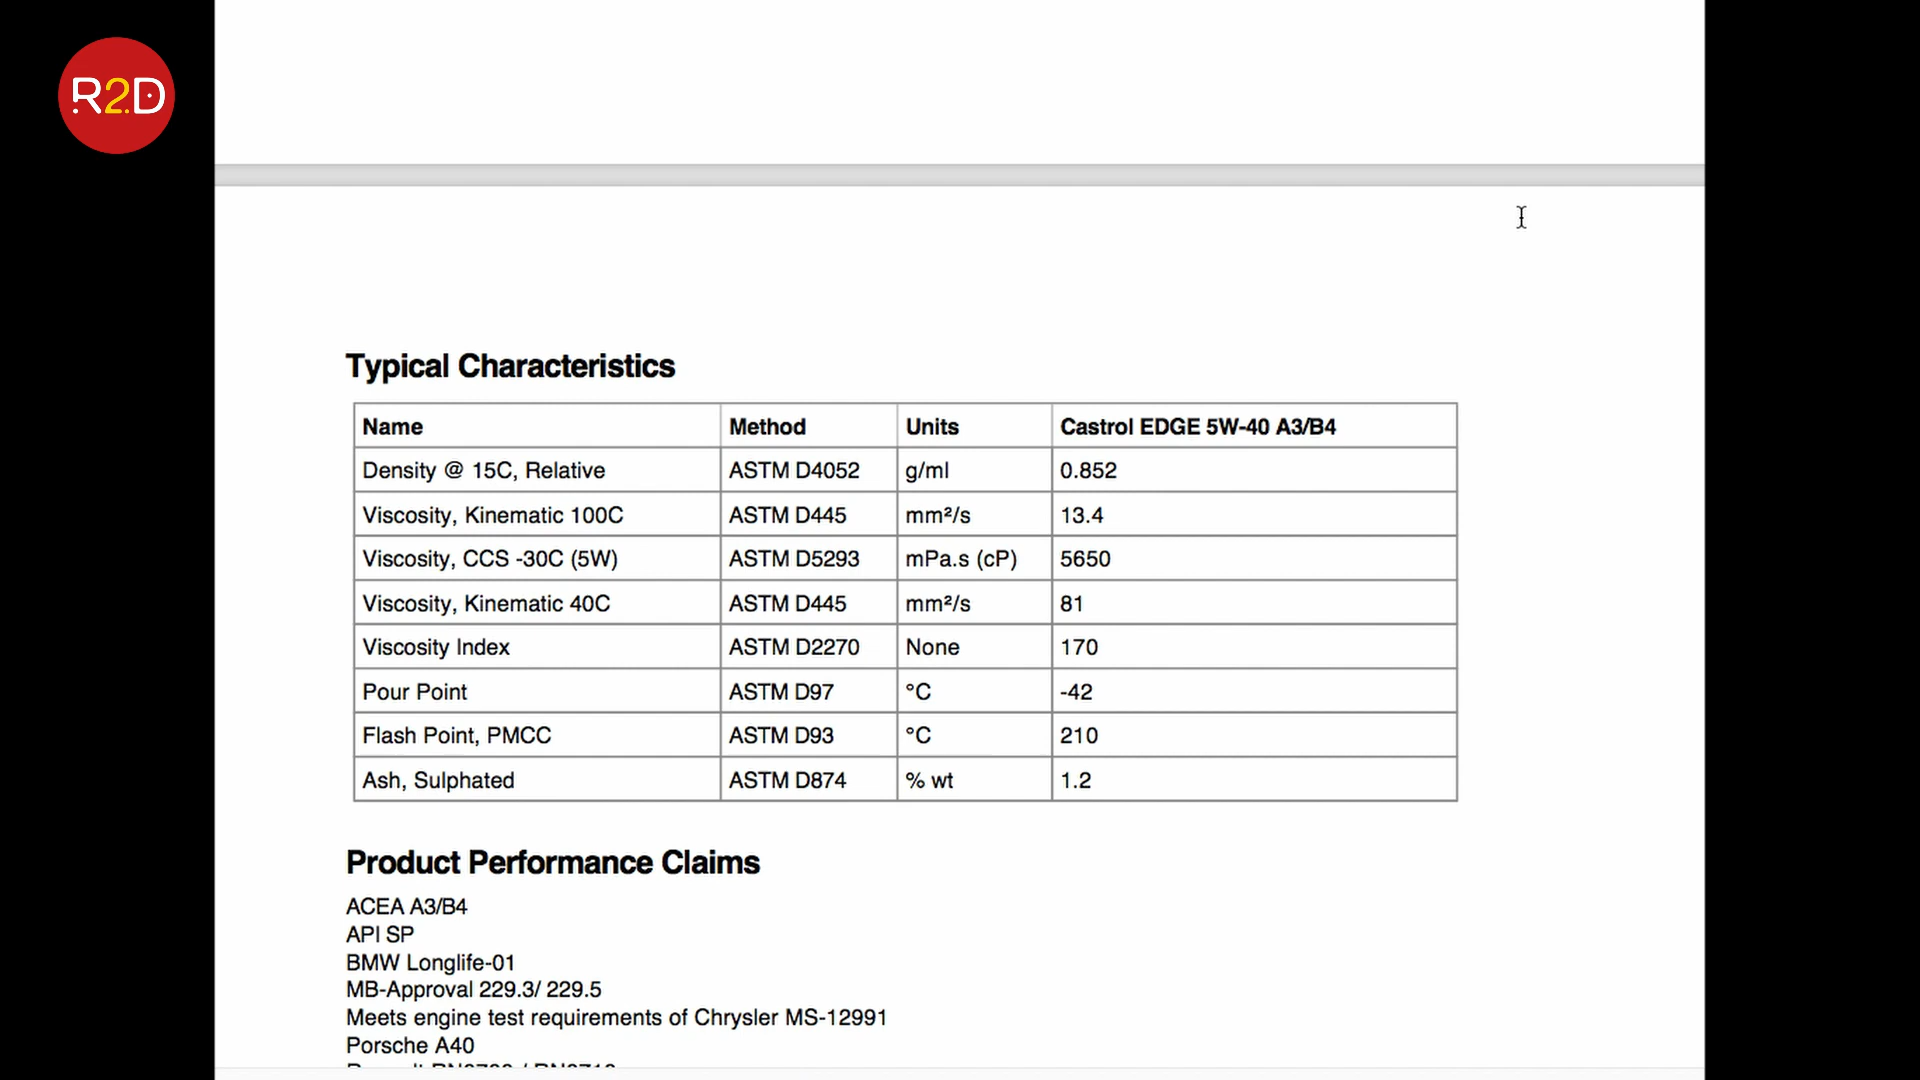 R2D
Typical Characteristics
Name Method Units Castrol EDGE 5W-40 A3/B4
Density @ 15C, Relative ASTM D4052 g/ml 0.852
Viscosity, Kinematic 100C ASTM D445 mm²/s 13.4
Viscosity, CCS -30C (5W) ASTM D5293 mPa.s (cP) 5650
Viscosity, Kinematic 40C ASTM D445 mm²/s 81
Viscosity Index ASTM D2270 None 170
Pour Point ASTM D97 °C -42
Flash Point, PMCC ASTM D93 °C 210
Ash, Sulphated ASTM D874 % wt 1.2
Product Performance Claims
ACEA A3/B4
API SP
BMW Longlife-01
MB-Approval 229.3/ 229.5
Meets engine test requirements of Chrysler MS-12991
Porsche A40